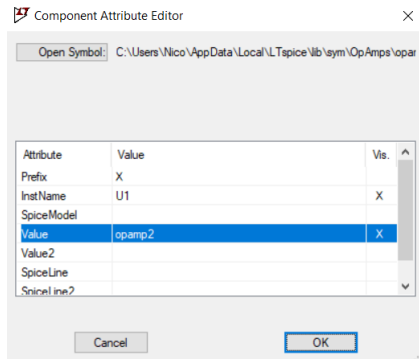 Component Attribute Editor
Open Symbol: C:\Users\Nico\AppData\Local\LTspice\lib\sym\OpAmps\opar
Attribute Value Vis.
Prefix X
InstName U1 X
SpiceModel
Value opamp2 X
Value2
SpiceLine
SpiceLine2
Cancel OK